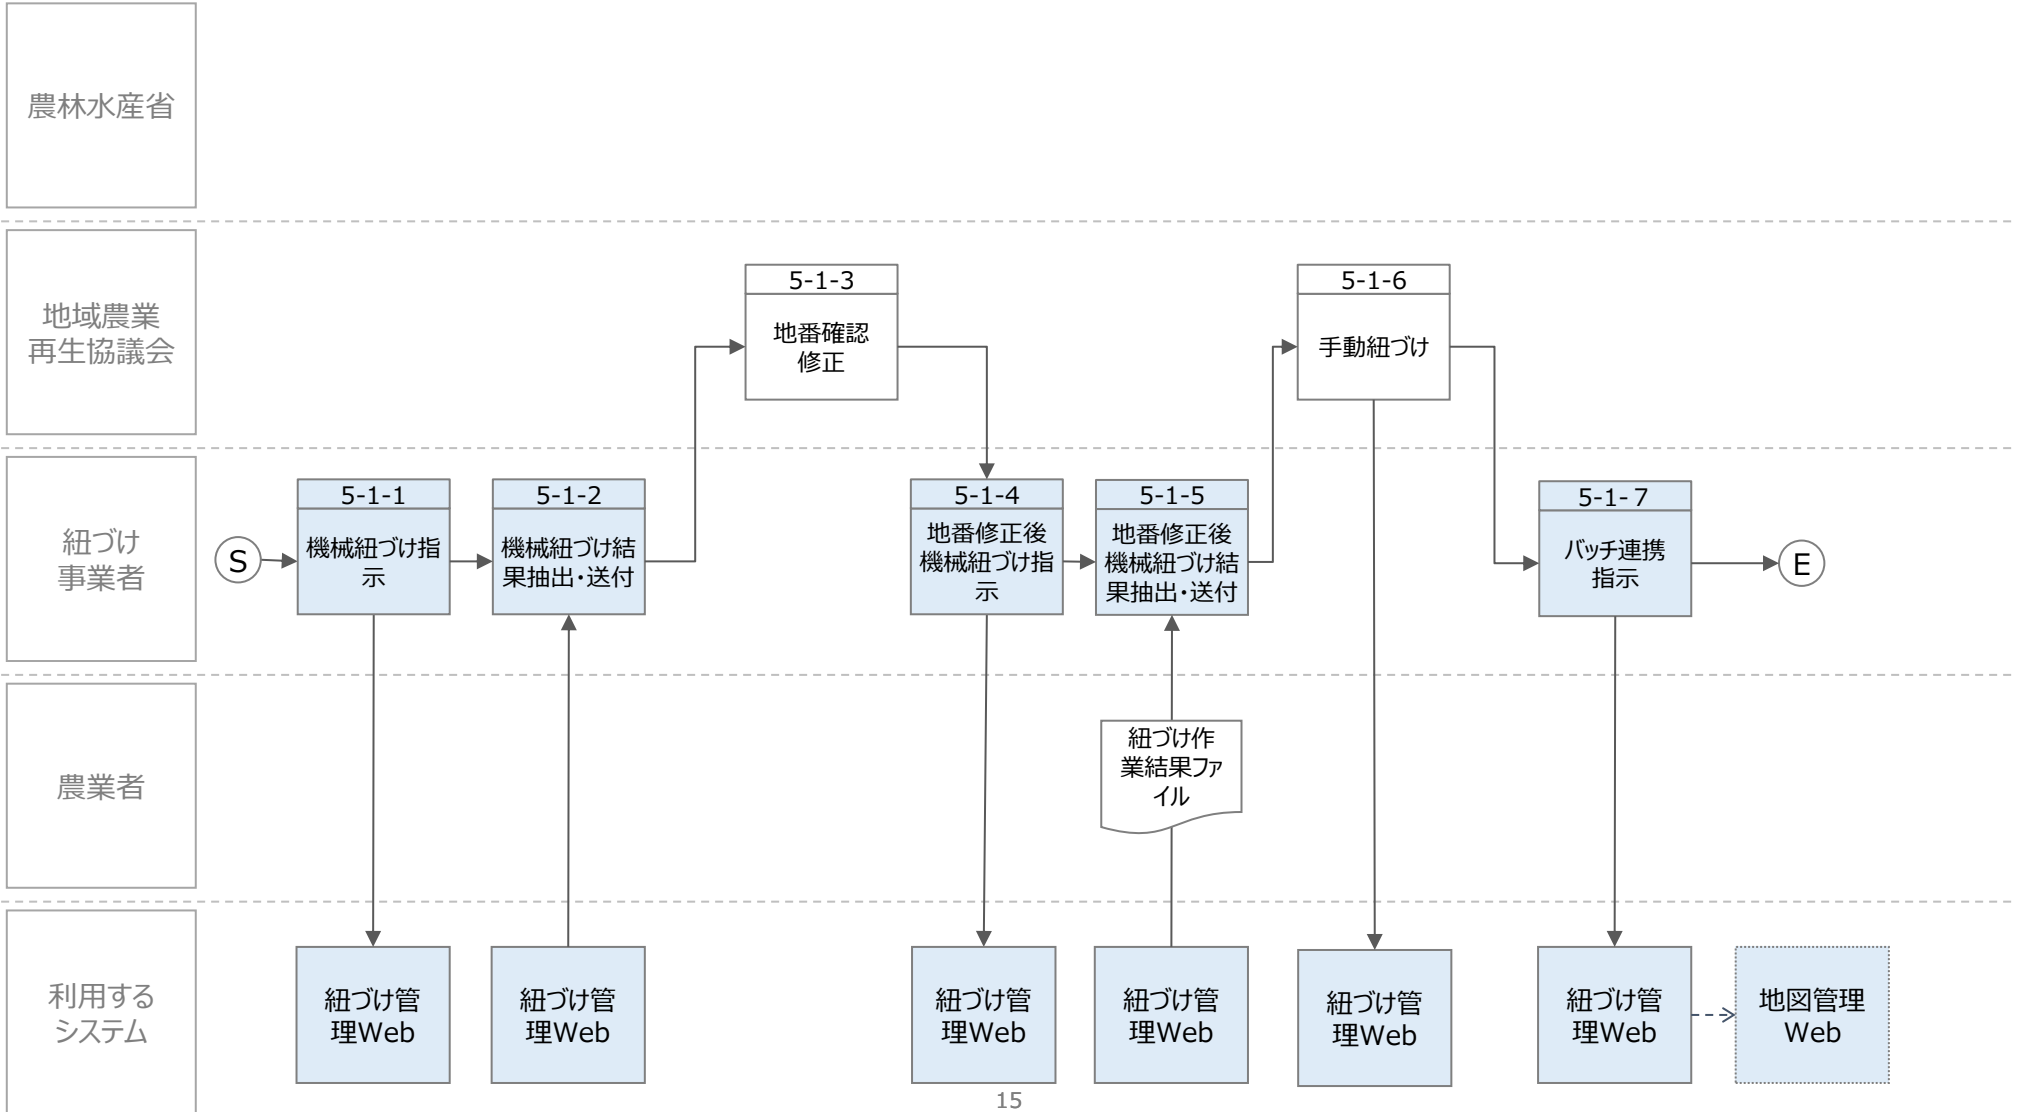 農林水産省
地域農業
再生協議会
5-1-3
地番確認
修正
5-1-6
手動紐づけ
紐づけ
事業者
S
5-1-1
機械紐づけ指
示
5-1-2
機械紐づけ結
果抽出・送付
5-1-4
地番修正後
機械紐づけ指
示
5-1-5
地番修正後
機械紐づけ結
果抽出・送付
5-1-７
バッチ連携
指示
E
農業者
紐づけ作
業結果ファ
イル
利用する
システム
紐づけ管
理Web
紐づけ管
理Web
紐づけ管
理Web
紐づけ管
理Web
紐づけ管
理Web
紐づけ管
理Web
地図管理
Web
15